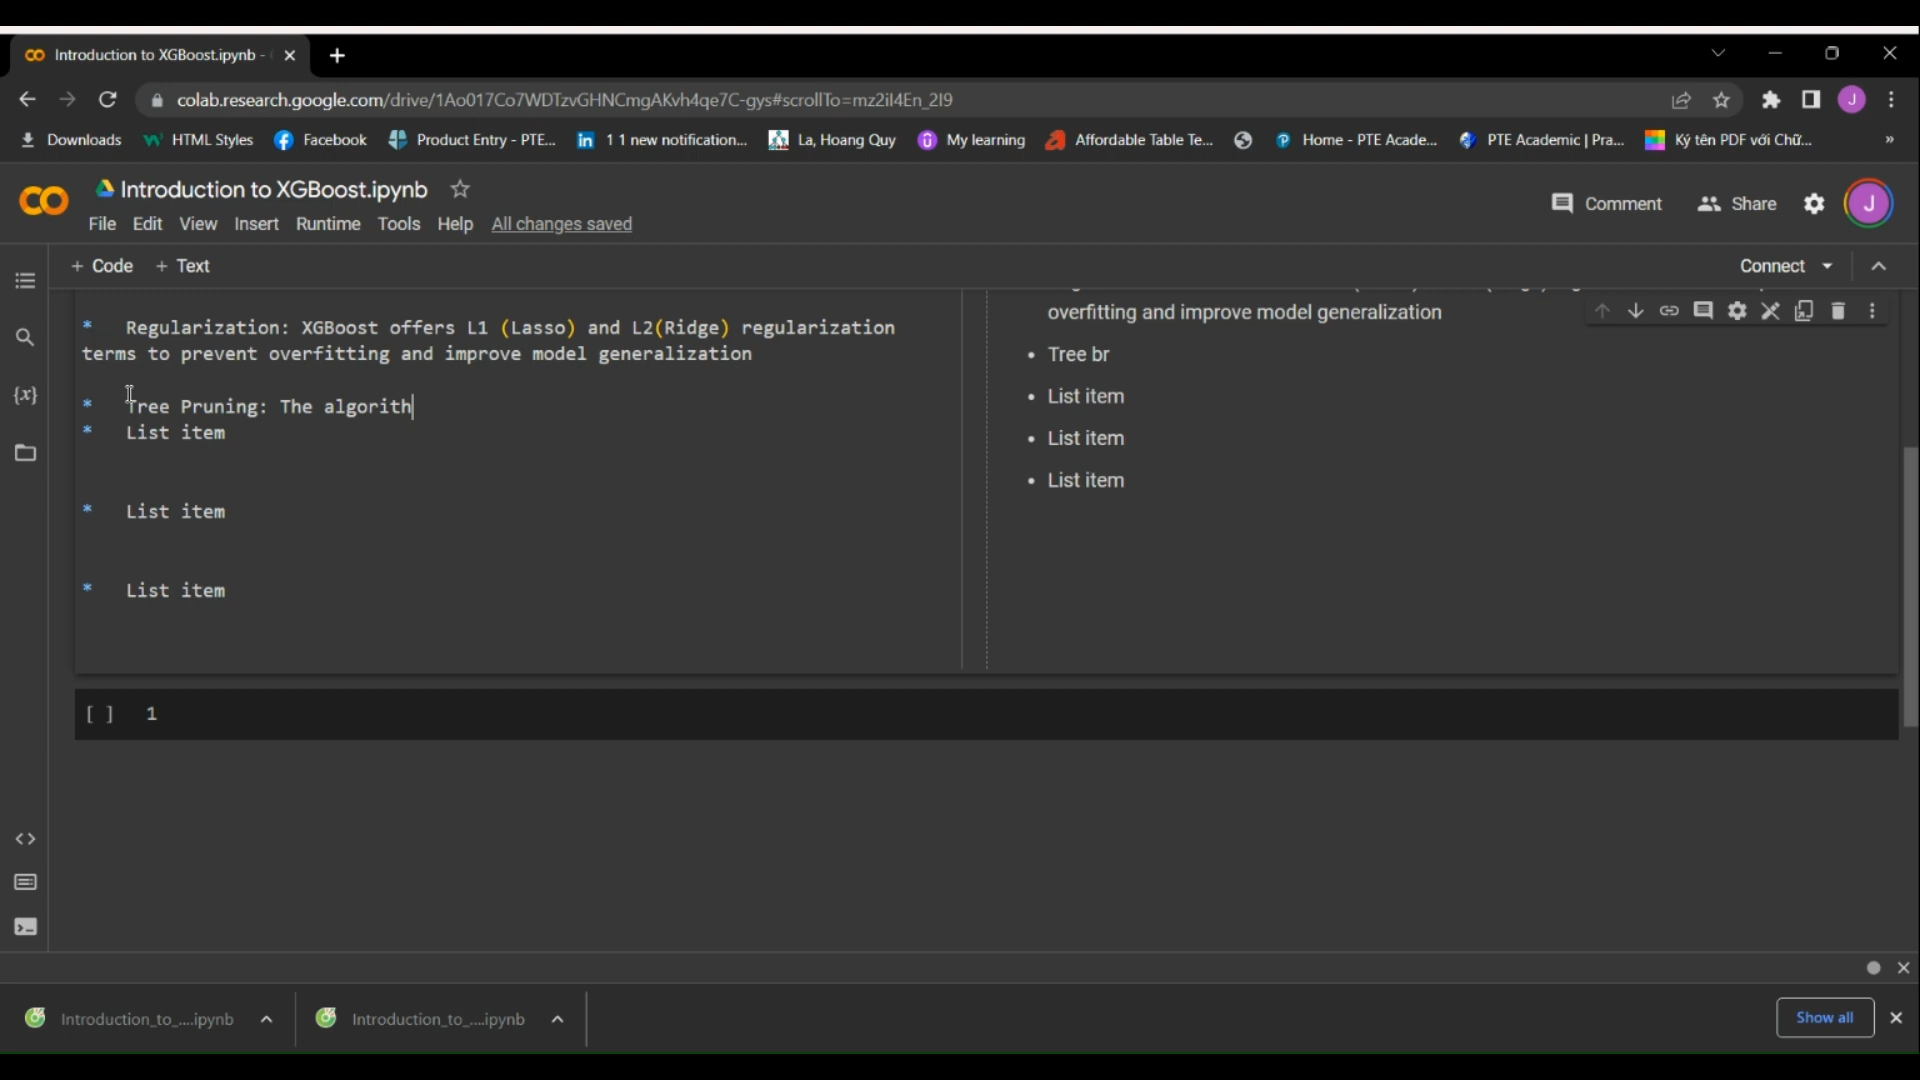 Introduction to XGBoost.ipynb -
colab.research.google.com/drive/1Ao017Co7WDTzvGHNCmgAKvh4qe7C-gys#scrollTo=mz2il4En_2I9
J
Downloads HTML Styles Facebook Product Entry - PTE... 1 1 new notification... La, Hoang Quy My learning Affordable Table Te... Home - PTE Acade... PTE Academic | Pra... Ký tên PDF với Chữ... »
Introduction to XGBoost.ipynb
File Edit View Insert Runtime Tools Help All changes saved
Comment Share J
+ Code + Text
Connect
* Regularization: XGBoost offers L1 (Lasso) and L2(Ridge) regularization
terms to prevent overfitting and improve model generalization
* Tree Pruning: The algorith
* List item
* List item
* List item
overfitting and improve model generalization
• Tree br
• List item
• List item
• List item
[ ] 1
Introduction_to_....ipynb
Introduction_to_....ipynb
Show all